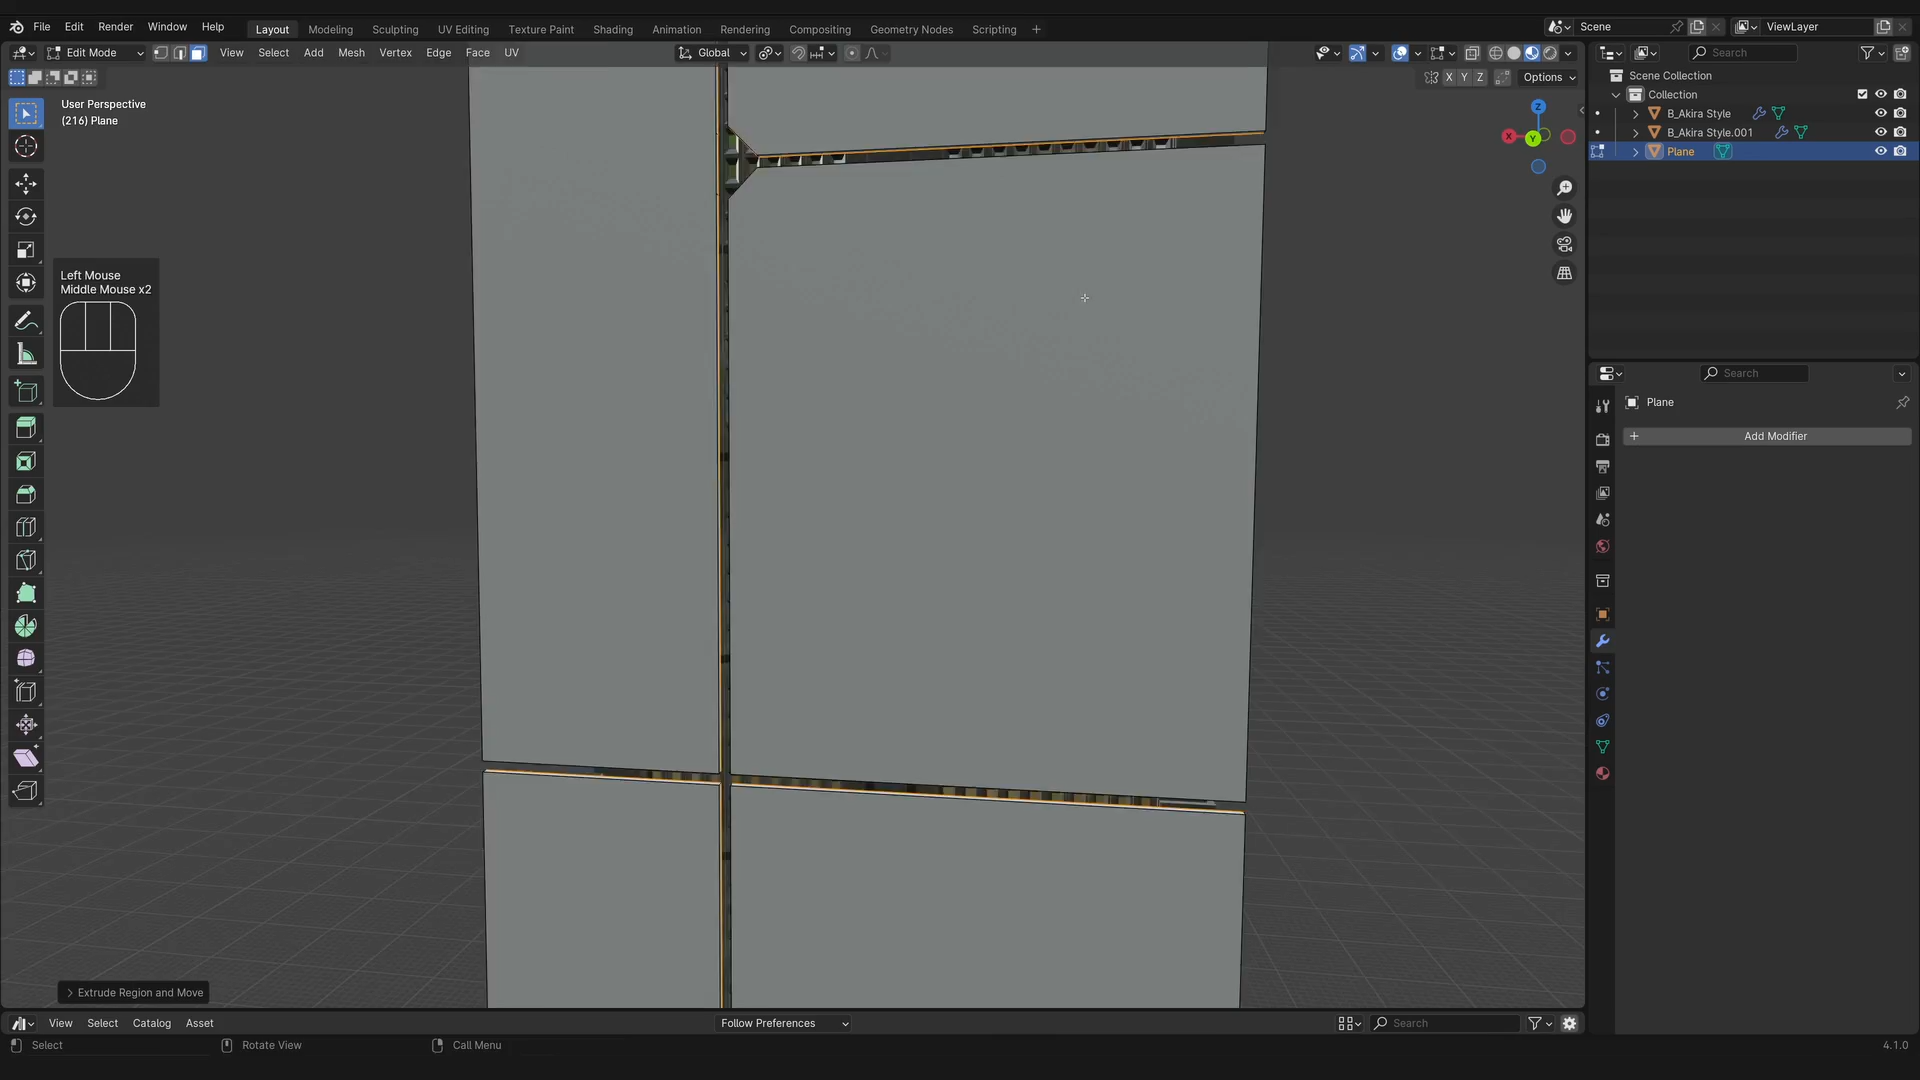 File Edit Render Window Help Layout Modeling Sculpting UV Editing Texture Paint Shading Animation Rendering Compositing Geometry Nodes Scripting + Scene ViewLayer
Edit Mode View Select Add Mesh Vertex Edge Face UV Global Search
X Y Z Options
Scene Collection
Collection
B_Akira Style
B_Akira Style.001
Plane
User Perspective
(216) Plane
Z
X
Y
Left Mouse
Middle Mouse x2
Search
Plane
+ Add Modifier
> Extrude Region and Move
View Select Catalog Asset Follow Preferences Search
Select Rotate View Call Menu 4.1.0